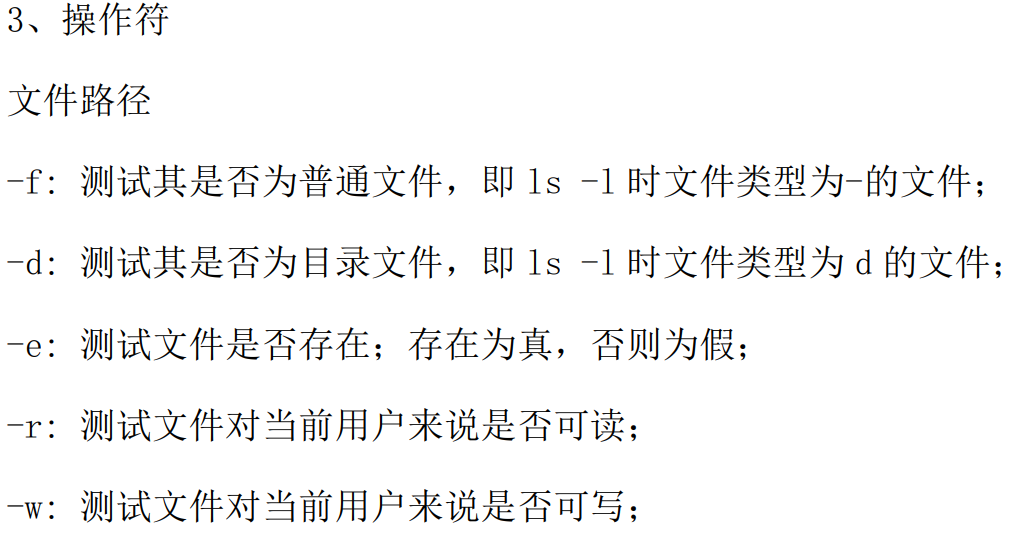 3、操作符
文件路径
-f: 测试其是否为普通文件，即 ls -l 时文件类型为-的文件；
-d: 测试其是否为目录文件，即 ls -l 时文件类型为 d 的文件；
-e: 测试文件是否存在；存在为真，否则为假；
-r: 测试文件对当前用户来说是否可读；
-w: 测试文件对当前用户来说是否可写；